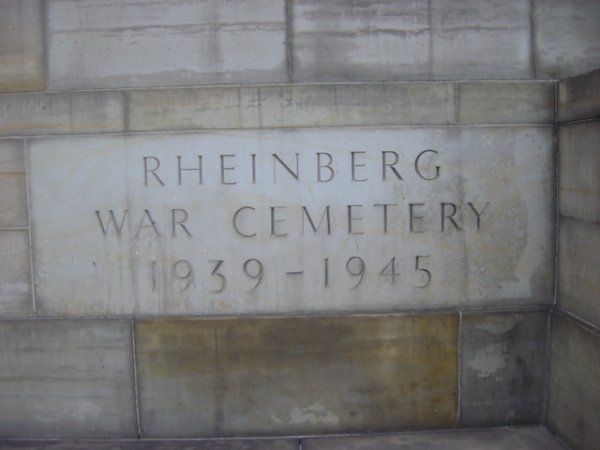 RHEINBERG
WAR CEMETERY
1939 – 1945